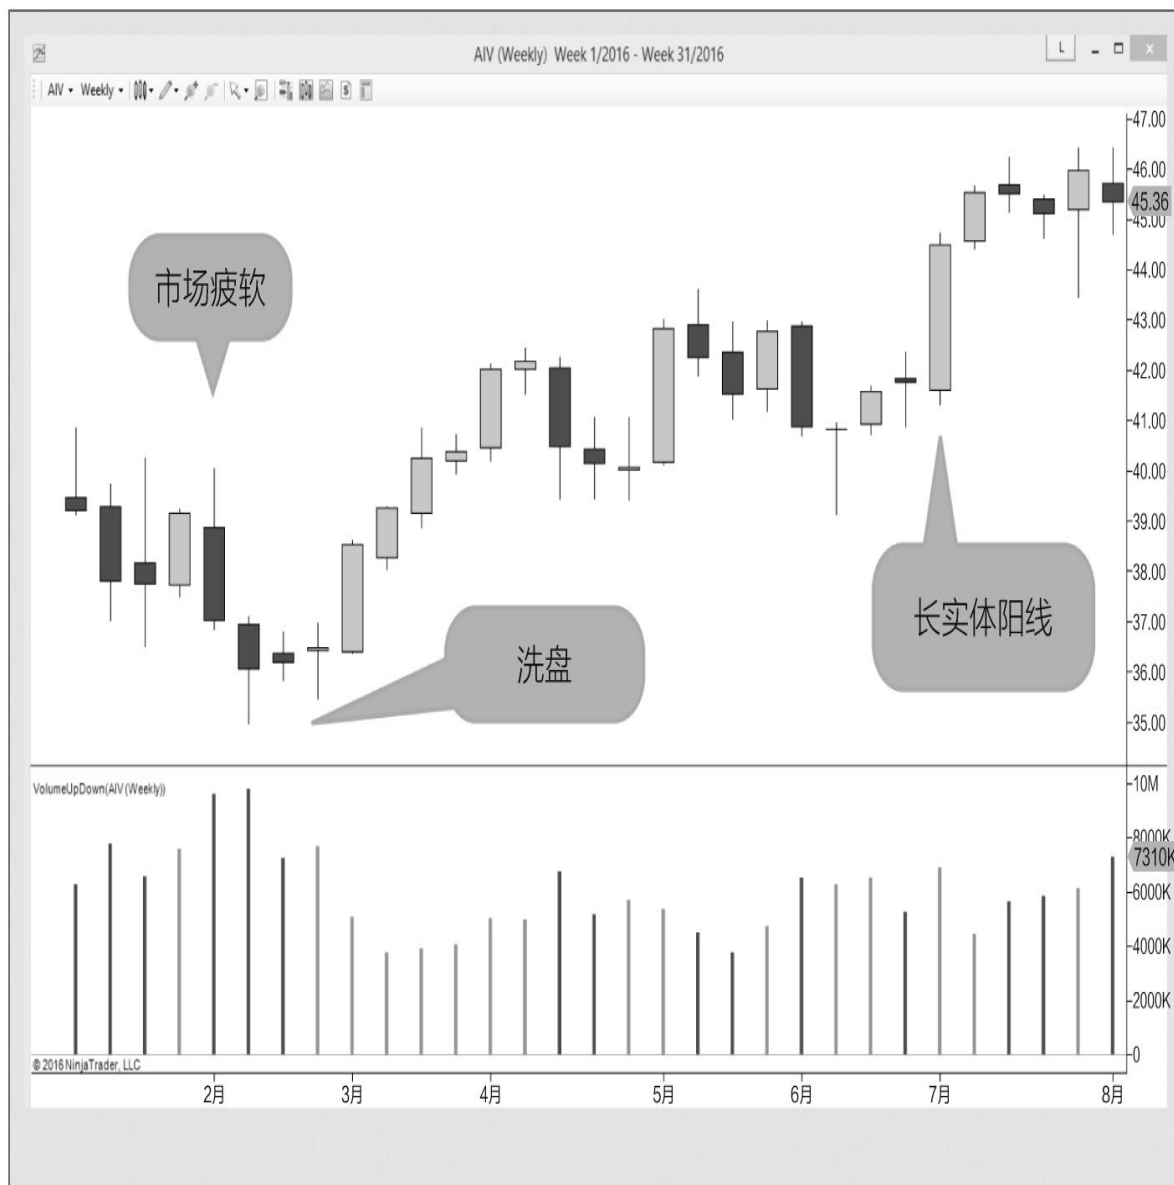 AIV (Weekly) Week 1/2016 - Week 31/2016
L
X
AIV Weekly
47.00
46.00
45.36
45.00
44.00
43.00
42.00
41.00
40.00
39.00
38.00
37.00
36.00
35.00
市场疲软
长实体阳线
洗盘
VolumeUpDown(AIV (Weekly))
10M
8000K
7310K
6000K
4000K
2000K
0
© 2016 NinjaTrader, LLC
2月 3月 4月 5月 6月 7月 8月